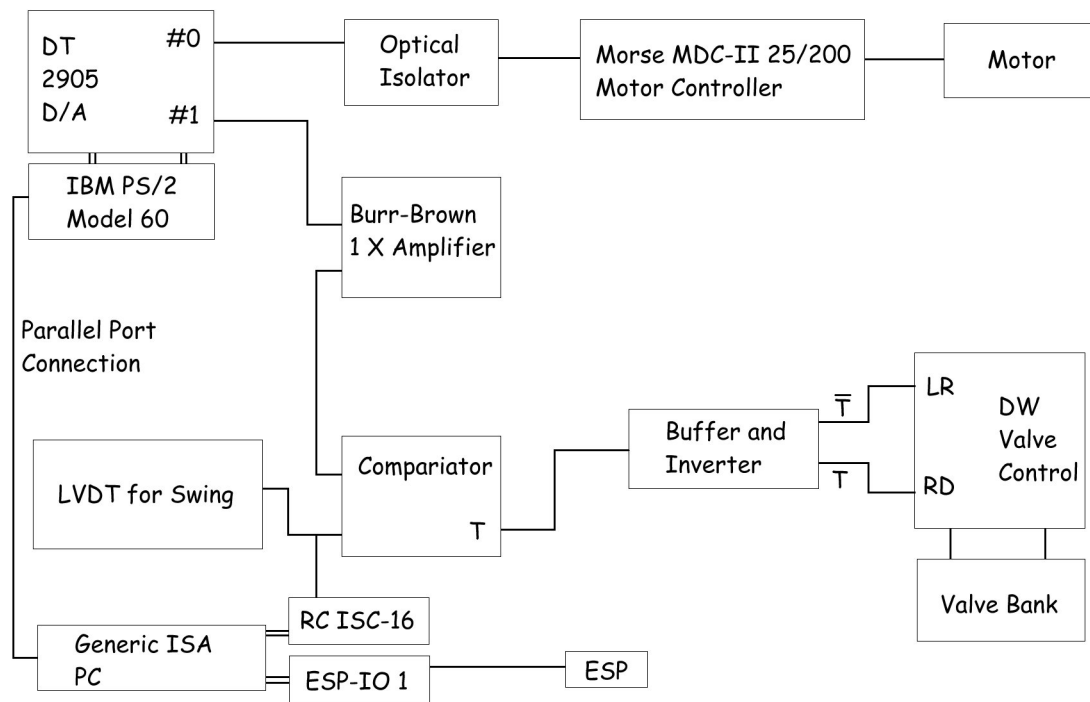 DT
2905
D/A
#0
#1
Optical
Isolator
Morse MDC-II 25/200
Motor Controller
Motor
IBM PS/2
Model 60
Burr-Brown
1 X Amplifier
Parallel Port
Connection
LVDT for Swing
Compariator
T
Buffer and
Inverter
T̅
T
LR
RD
DW
Valve
Control
Valve Bank
RC ISC-16
Generic ISA
PC
ESP-IO 1
ESP